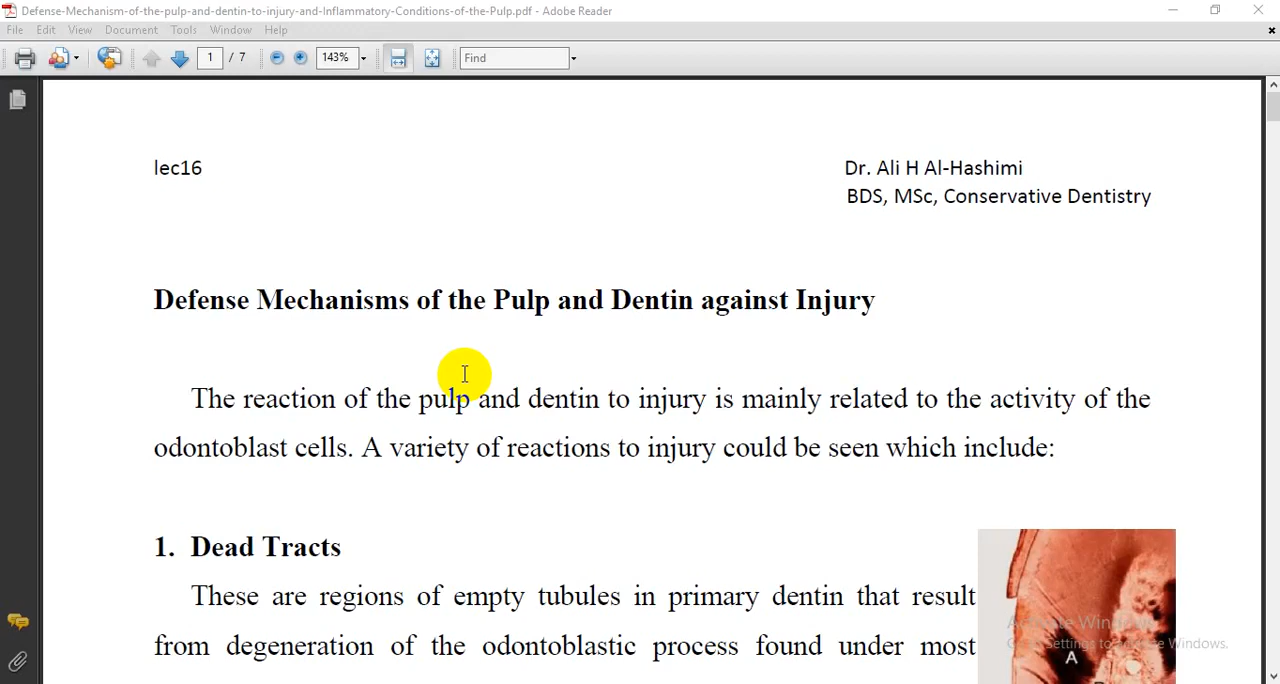 Defense-Mechanism-of-the-pulp-and-dentin-to-injury-and-Inflammatory-Conditions-of-the-Pulp.pdf - Adobe Reader
File Edit View Document Tools Window Help
1 / 7 143% Find
lec16 Dr. Ali H Al-Hashimi
BDS, MSc, Conservative Dentistry
Defense Mechanisms of the Pulp and Dentin against Injury
The reaction of the pulp and dentin to injury is mainly related to the activity of the
odontoblast cells. A variety of reactions to injury could be seen which include:
1. Dead Tracts
These are regions of empty tubules in primary dentin that result
from degeneration of the odontoblastic process found under most
A